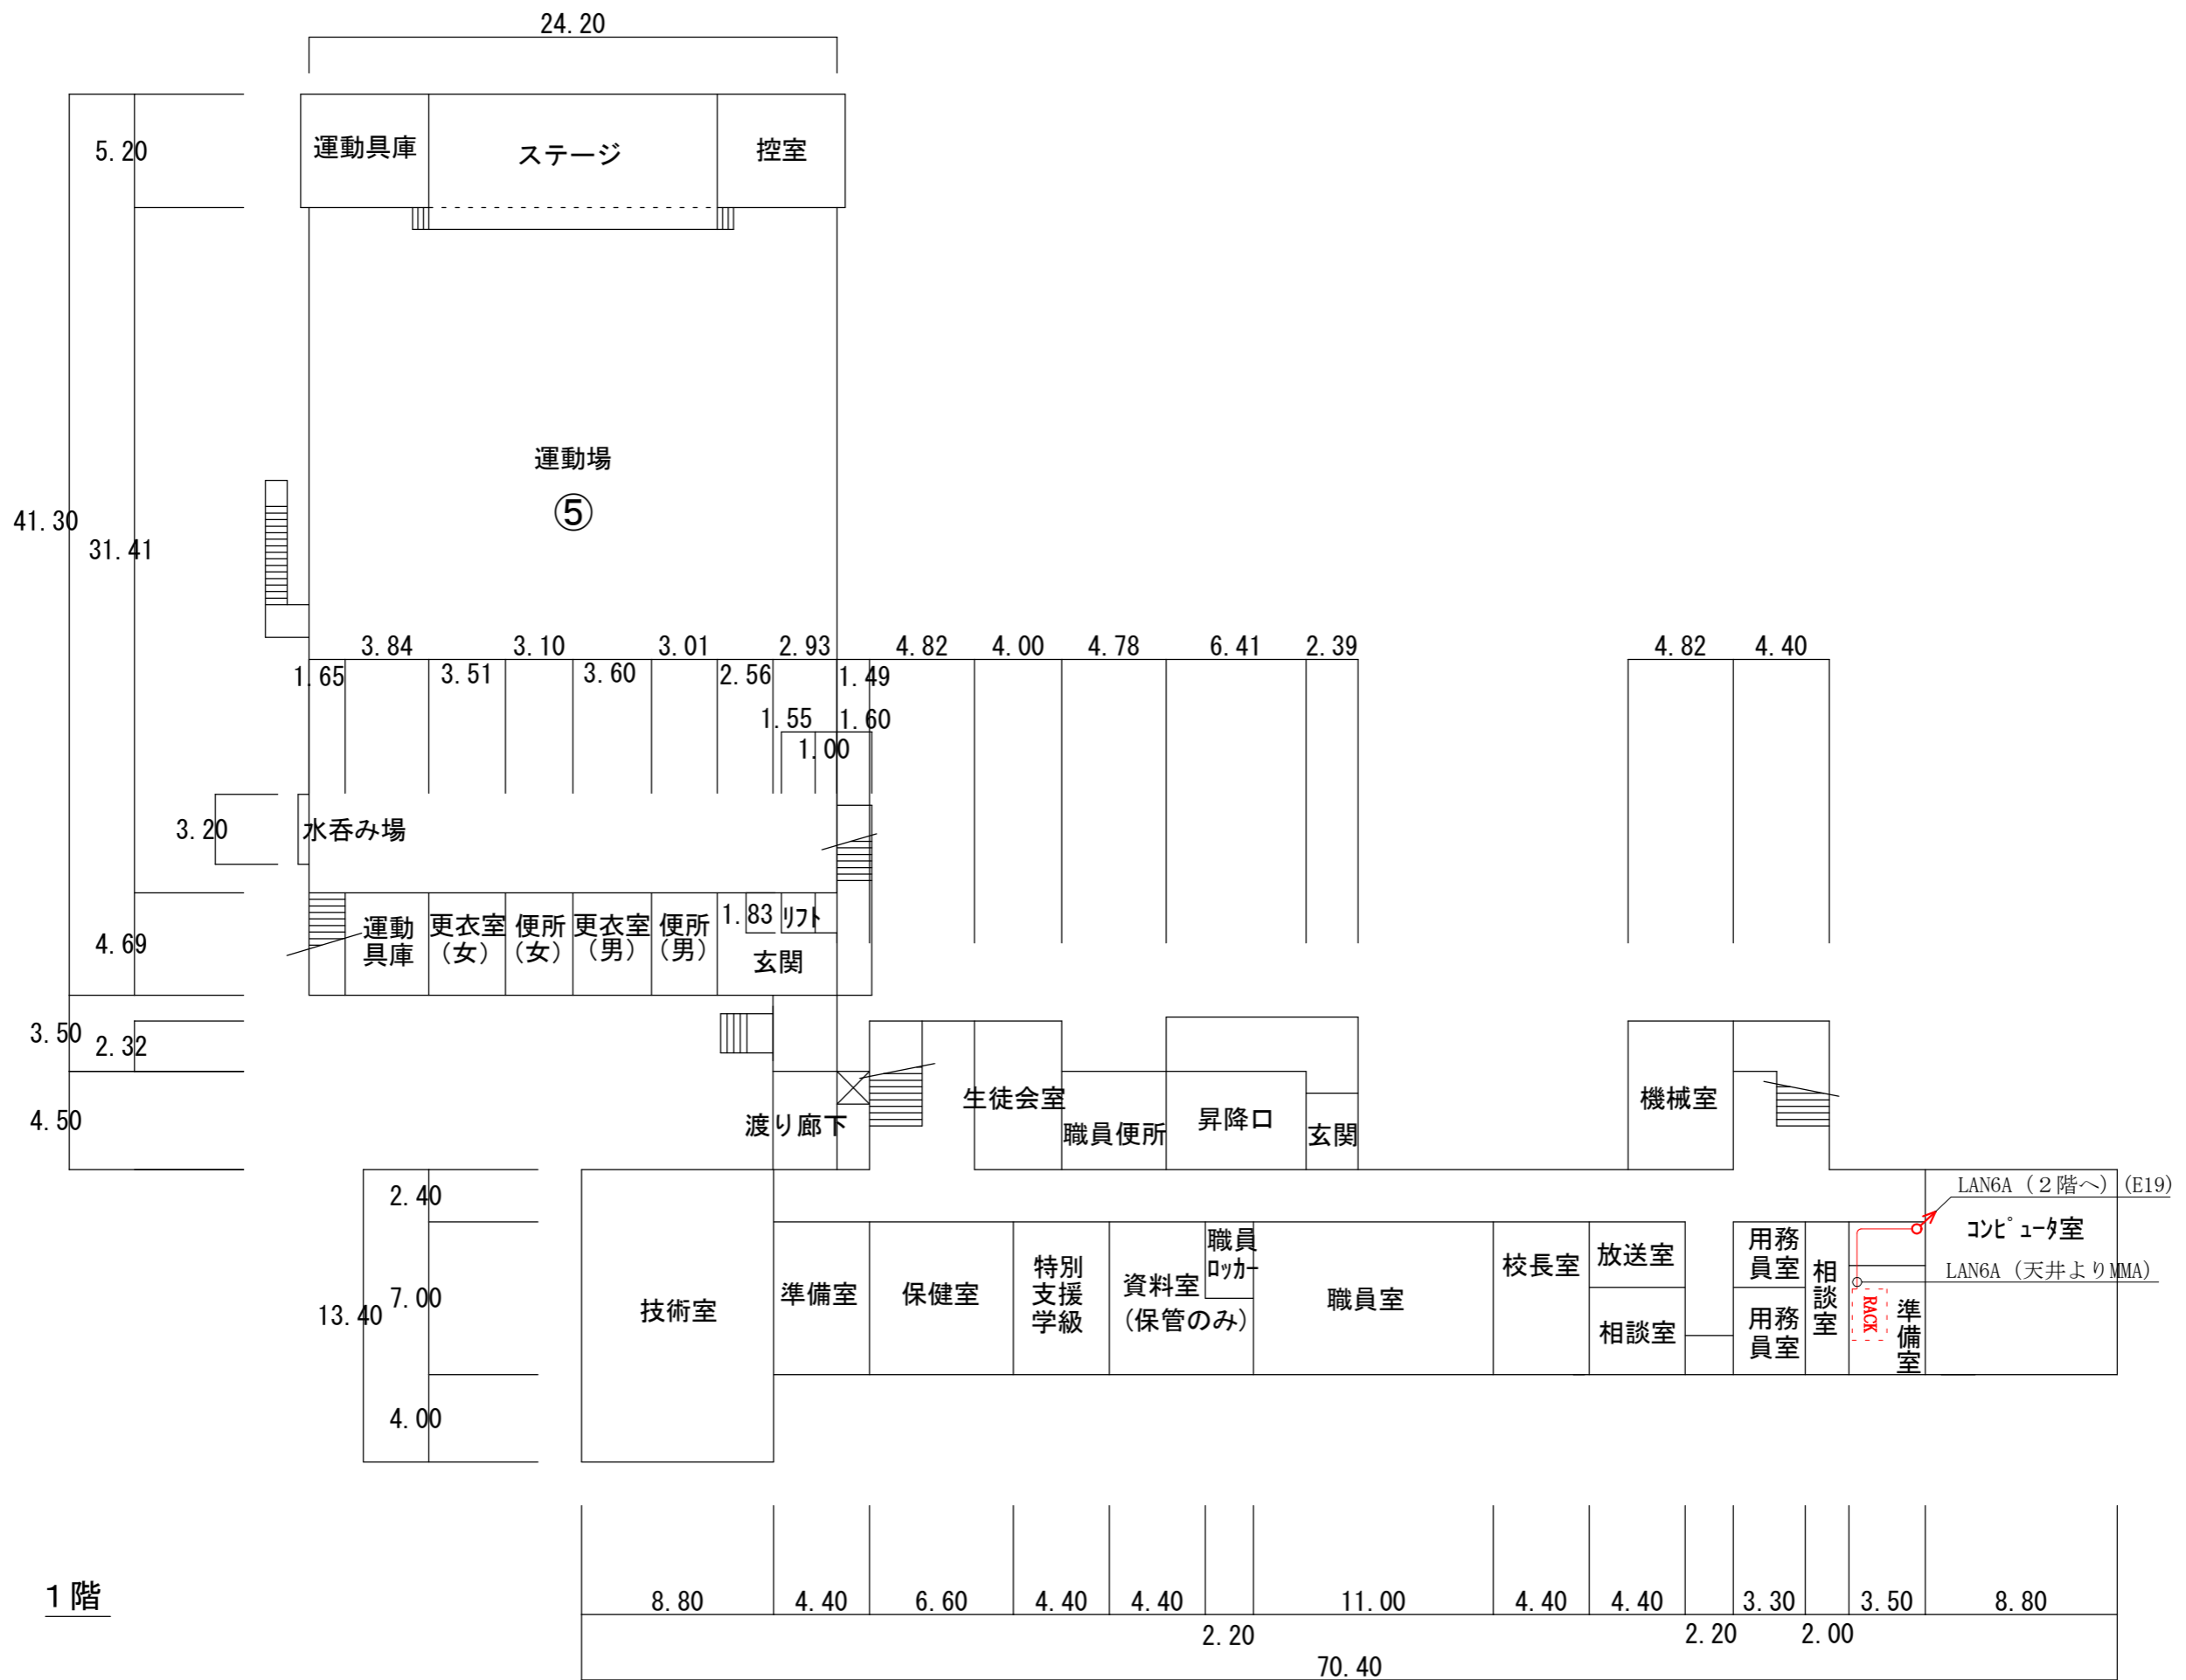 24.20
5.20
運動具庫
ステージ
控室
運動場
⑤
41.30
31.41
3.84
3.10
3.01
2.93
4.82
4.00
4.78
6.41
2.39
4.82
4.40
1.65
3.51
3.60
2.56
1.49
1.55
1.60
1.00
3.20
水呑み場
4.69
運動
具庫
更衣室
(女)
便所
(女)
更衣室
(男)
便所
(男)
1.83
リフト
玄関
3.50
2.32
4.50
渡り廊下
生徒会室
職員便所
昇降口
玄関
機械室
2.40
7.00
13.40
4.00
LAN6A (2階へ) (E19)
コンピュータ室
LAN6A (天井よりMMA)
技術室
準備室
保健室
特別
支援
学級
資料室
(保管のみ)
職員
ロッカー
職員室
校長室
放送室
相談室
用務
員室
用務
員室
相談室
RACK
準備室
1階
8.80
4.40
6.60
4.40
4.40
11.00
4.40
4.40
3.30
3.50
8.80
2.20
2.20
2.00
70.40